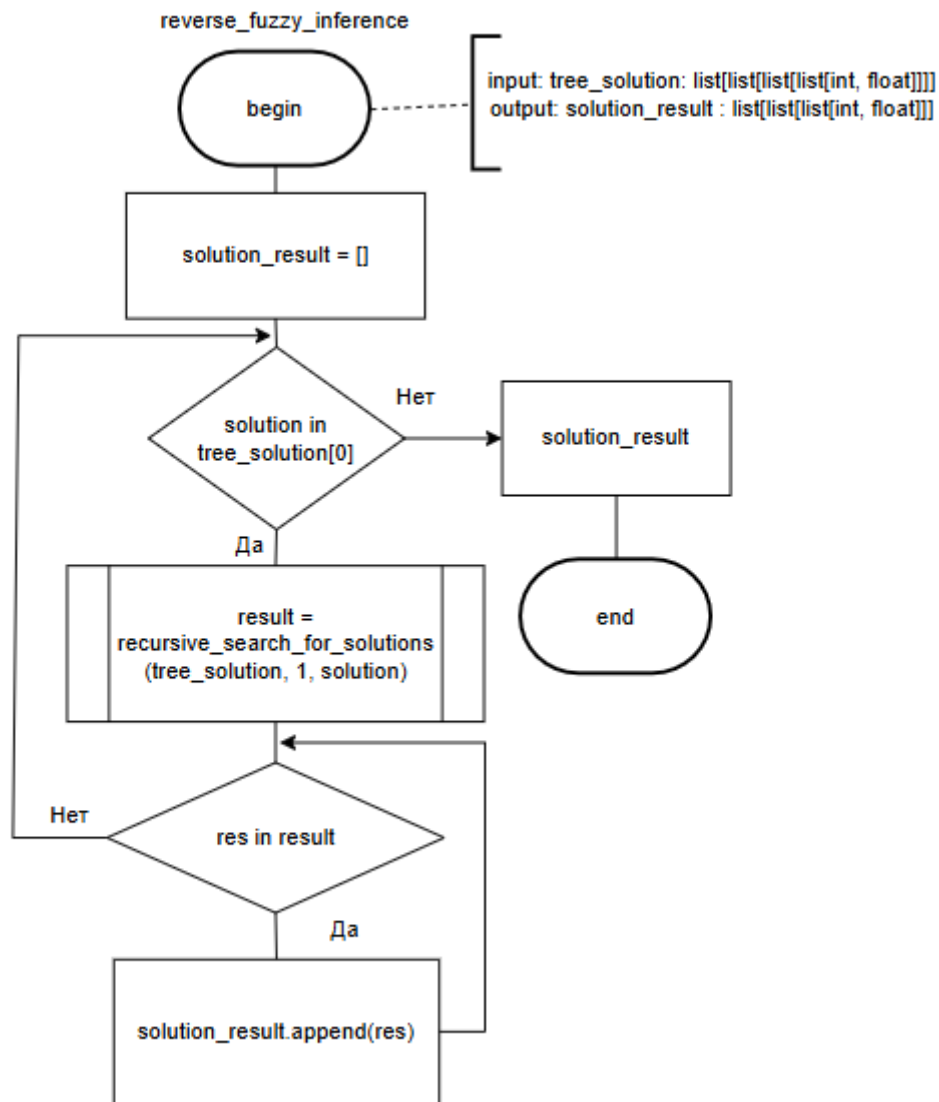 reverse_fuzzy_inference
begin
input: tree_solution: list[list[list[list[int, float]]]]
output: solution_result : list[list[list[int, float]]]
solution_result = []
solution in
tree_solution[0]
Нет
solution_result
Да
end
result =
recursive_search_for_solutions
(tree_solution, 1, solution)
Нет
res in result
Да
solution_result.append(res)